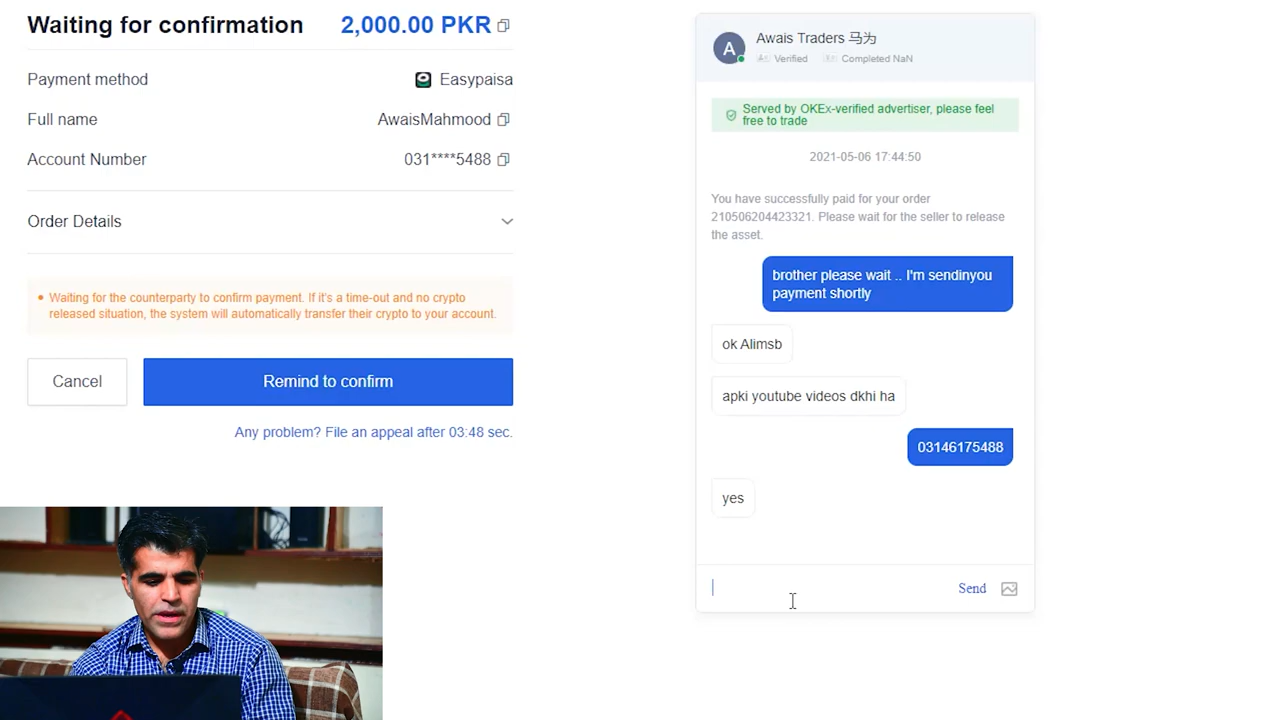 Waiting for confirmation
2,000.00 PKR
Payment method
Easypaisa
Full name
AwaisMahmood
Account Number
031****5488
Order Details
Waiting for the counterparty to confirm payment. If it's a time-out and no crypto
released situation, the system will automatically transfer their crypto to your account.
Cancel
Remind to confirm
Any problem? File an appeal after 03:48 sec.
A
Awais Traders 马为
Verified
Completed NaN
Served by OKEx-verified advertiser, please feel
free to trade
2021-05-06 17:44:50
You have successfully paid for your order
210506204423321. Please wait for the seller to release
the asset.
brother please wait .. I'm sendinyou
payment shortly
ok Alimsb
apki youtube videos dkhi ha
03146175488
yes
Send